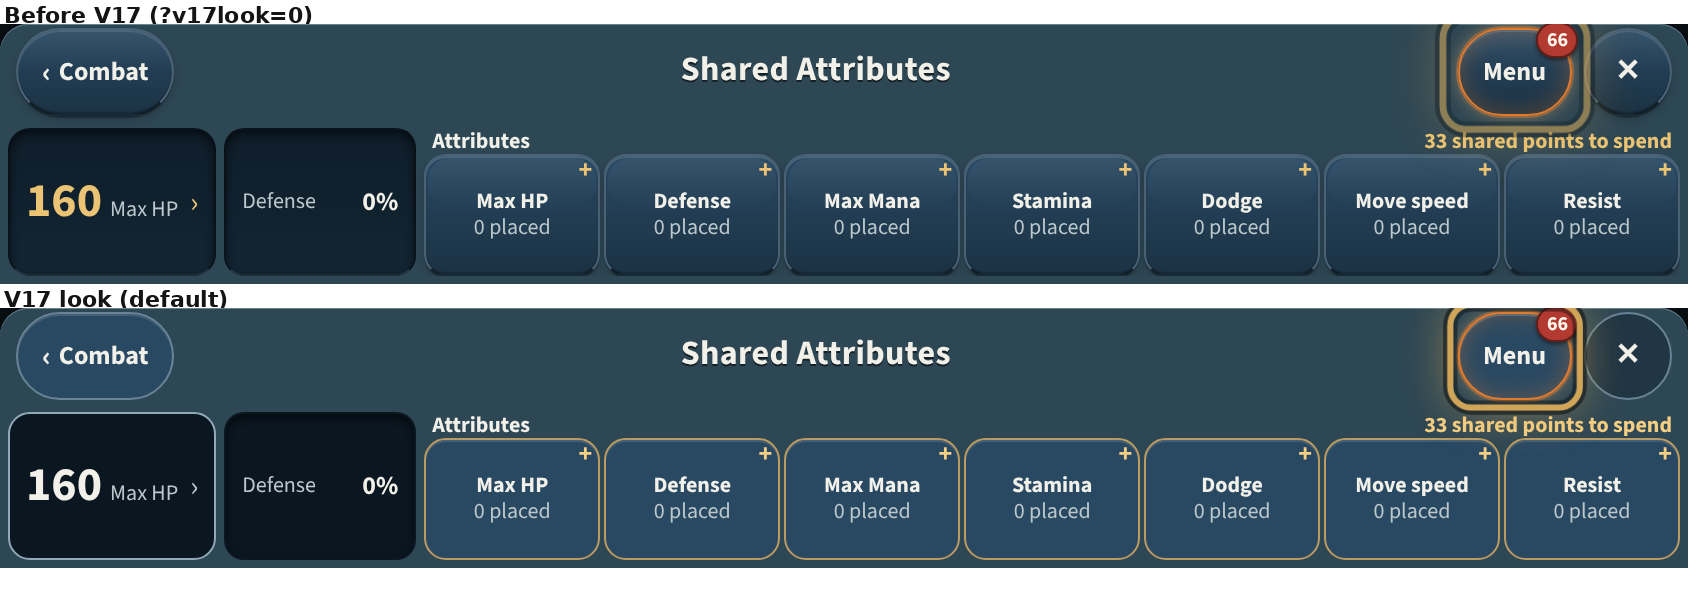 Before V17 (?v17look=0)
‹ Combat
Shared Attributes
Menu
66
✕
160 Max HP ›
Defense 0%
Attributes
33 shared points to spend
+
Max HP
0 placed
+
Defense
0 placed
+
Max Mana
0 placed
+
Stamina
0 placed
+
Dodge
0 placed
+
Move speed
0 placed
+
Resist
0 placed
V17 look (default)
‹ Combat
Shared Attributes
Menu
66
✕
160 Max HP ›
Defense 0%
Attributes
33 shared points to spend
+
Max HP
0 placed
+
Defense
0 placed
+
Max Mana
0 placed
+
Stamina
0 placed
+
Dodge
0 placed
+
Move speed
0 placed
+
Resist
0 placed